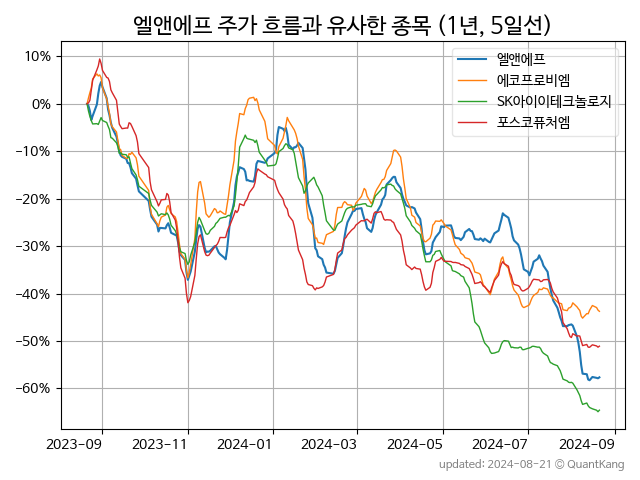 엘앤에프 주가 흐름과 유사한 종목 (1년, 5일선)
엘앤에프
에코프로비엠
SK아이이테크놀로지
포스코퓨처엠
10%
0%
−10%
−20%
−30%
−40%
−50%
−60%
2023-09
2023-11
2024-01
2024-03
2024-05
2024-07
2024-09
updated: 2024-08-21 © QuantKang